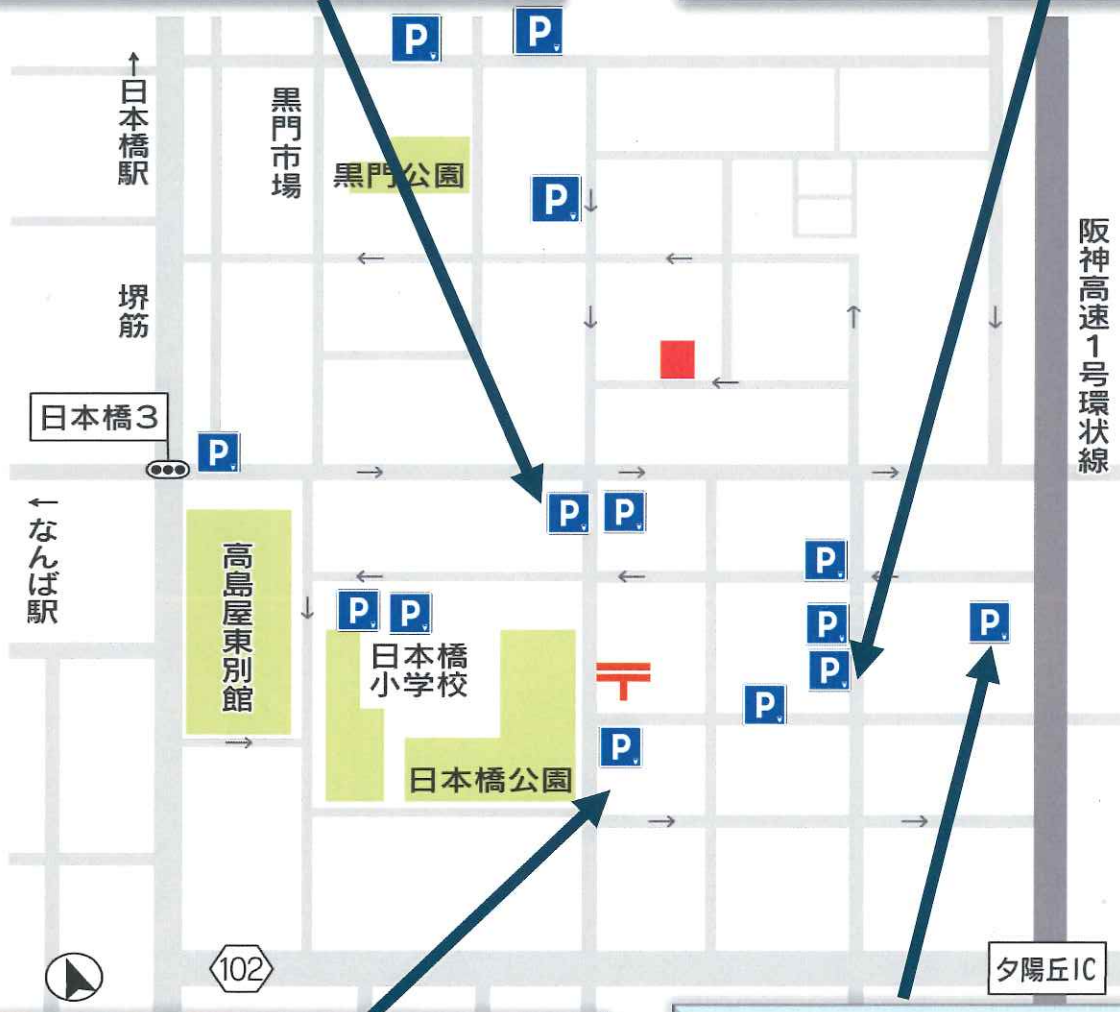 P
P
↑日本橋駅
黒門市場
黒門公園
P
堺筋
阪神高速1号環状線
日本橋3
P
←なんば駅
P
P
高島屋東別館
P
P
P
日本橋
小学校
P
P
P
P
P
日本橋公園
102
夕陽丘IC